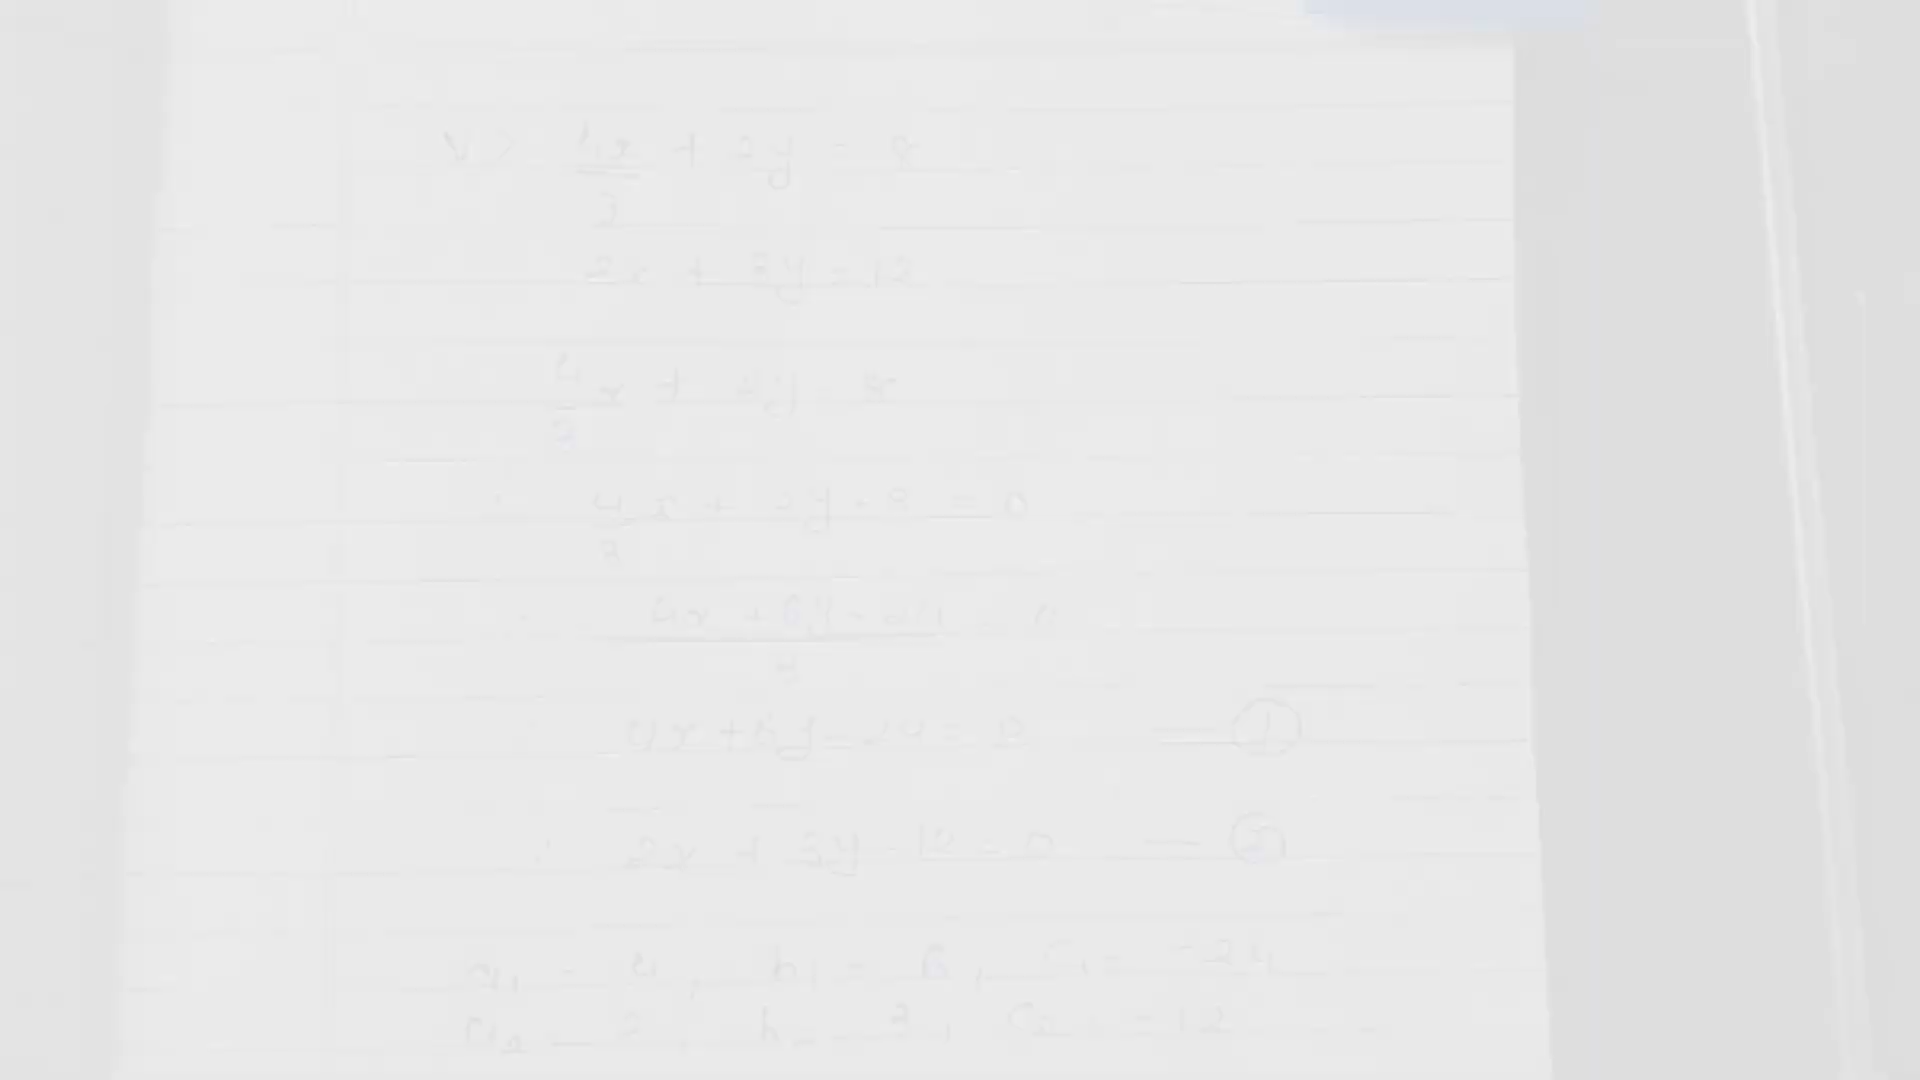 V> 4x/3 + 2y = 8
2x + 3y = 12
4/3 x + 2y = 8
∴ 4/3 x + 2y - 8 = 0
∴ (4x + 6y - 24)/3 = 0
4x + 6y - 24 = 0 — ①
∴ 2x + 3y - 12 = 0 — ②
a₁ = 4, b₁ = 6, c₁ = -24
a₂ = 2, b₂ = 3, c₂ = -12